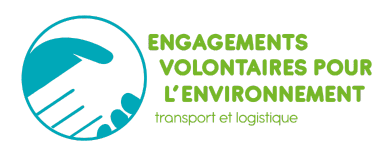 ENGAGEMENTS
VOLONTAIRES POUR
L'ENVIRONNEMENT
transport et logistique